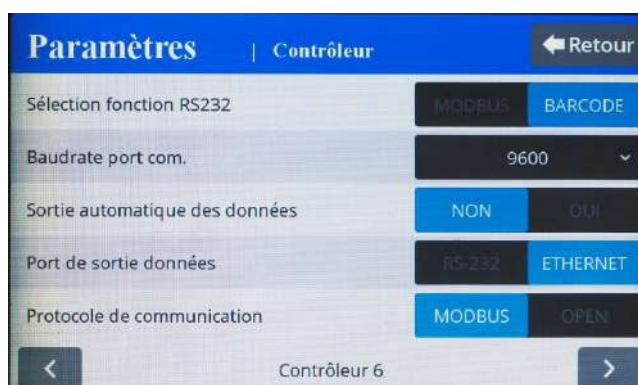 Paramètres | Contrôleur Retour
Sélection fonction RS232 MODBUS BARCODE
Baudrate port com. 9600
Sortie automatique des données NON OUI
Port de sortie données RS-232 ETHERNET
Protocole de communication MODBUS OPEN
< Contrôleur 6 >